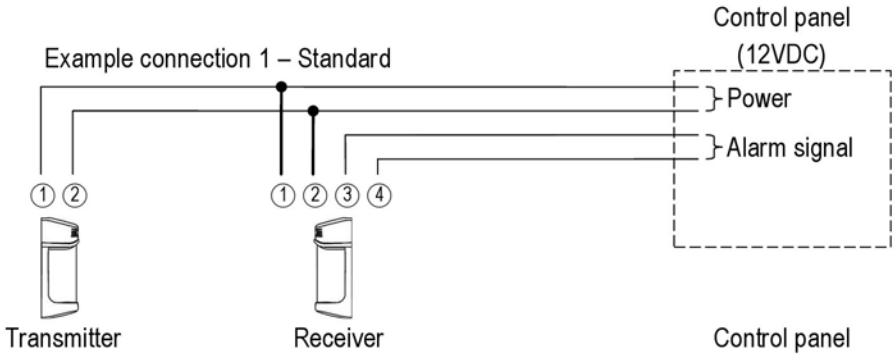 Control panel
(12VDC)
Example connection 1 – Standard
Power
Alarm signal
① ② ① ② ③ ④
Transmitter Receiver Control panel